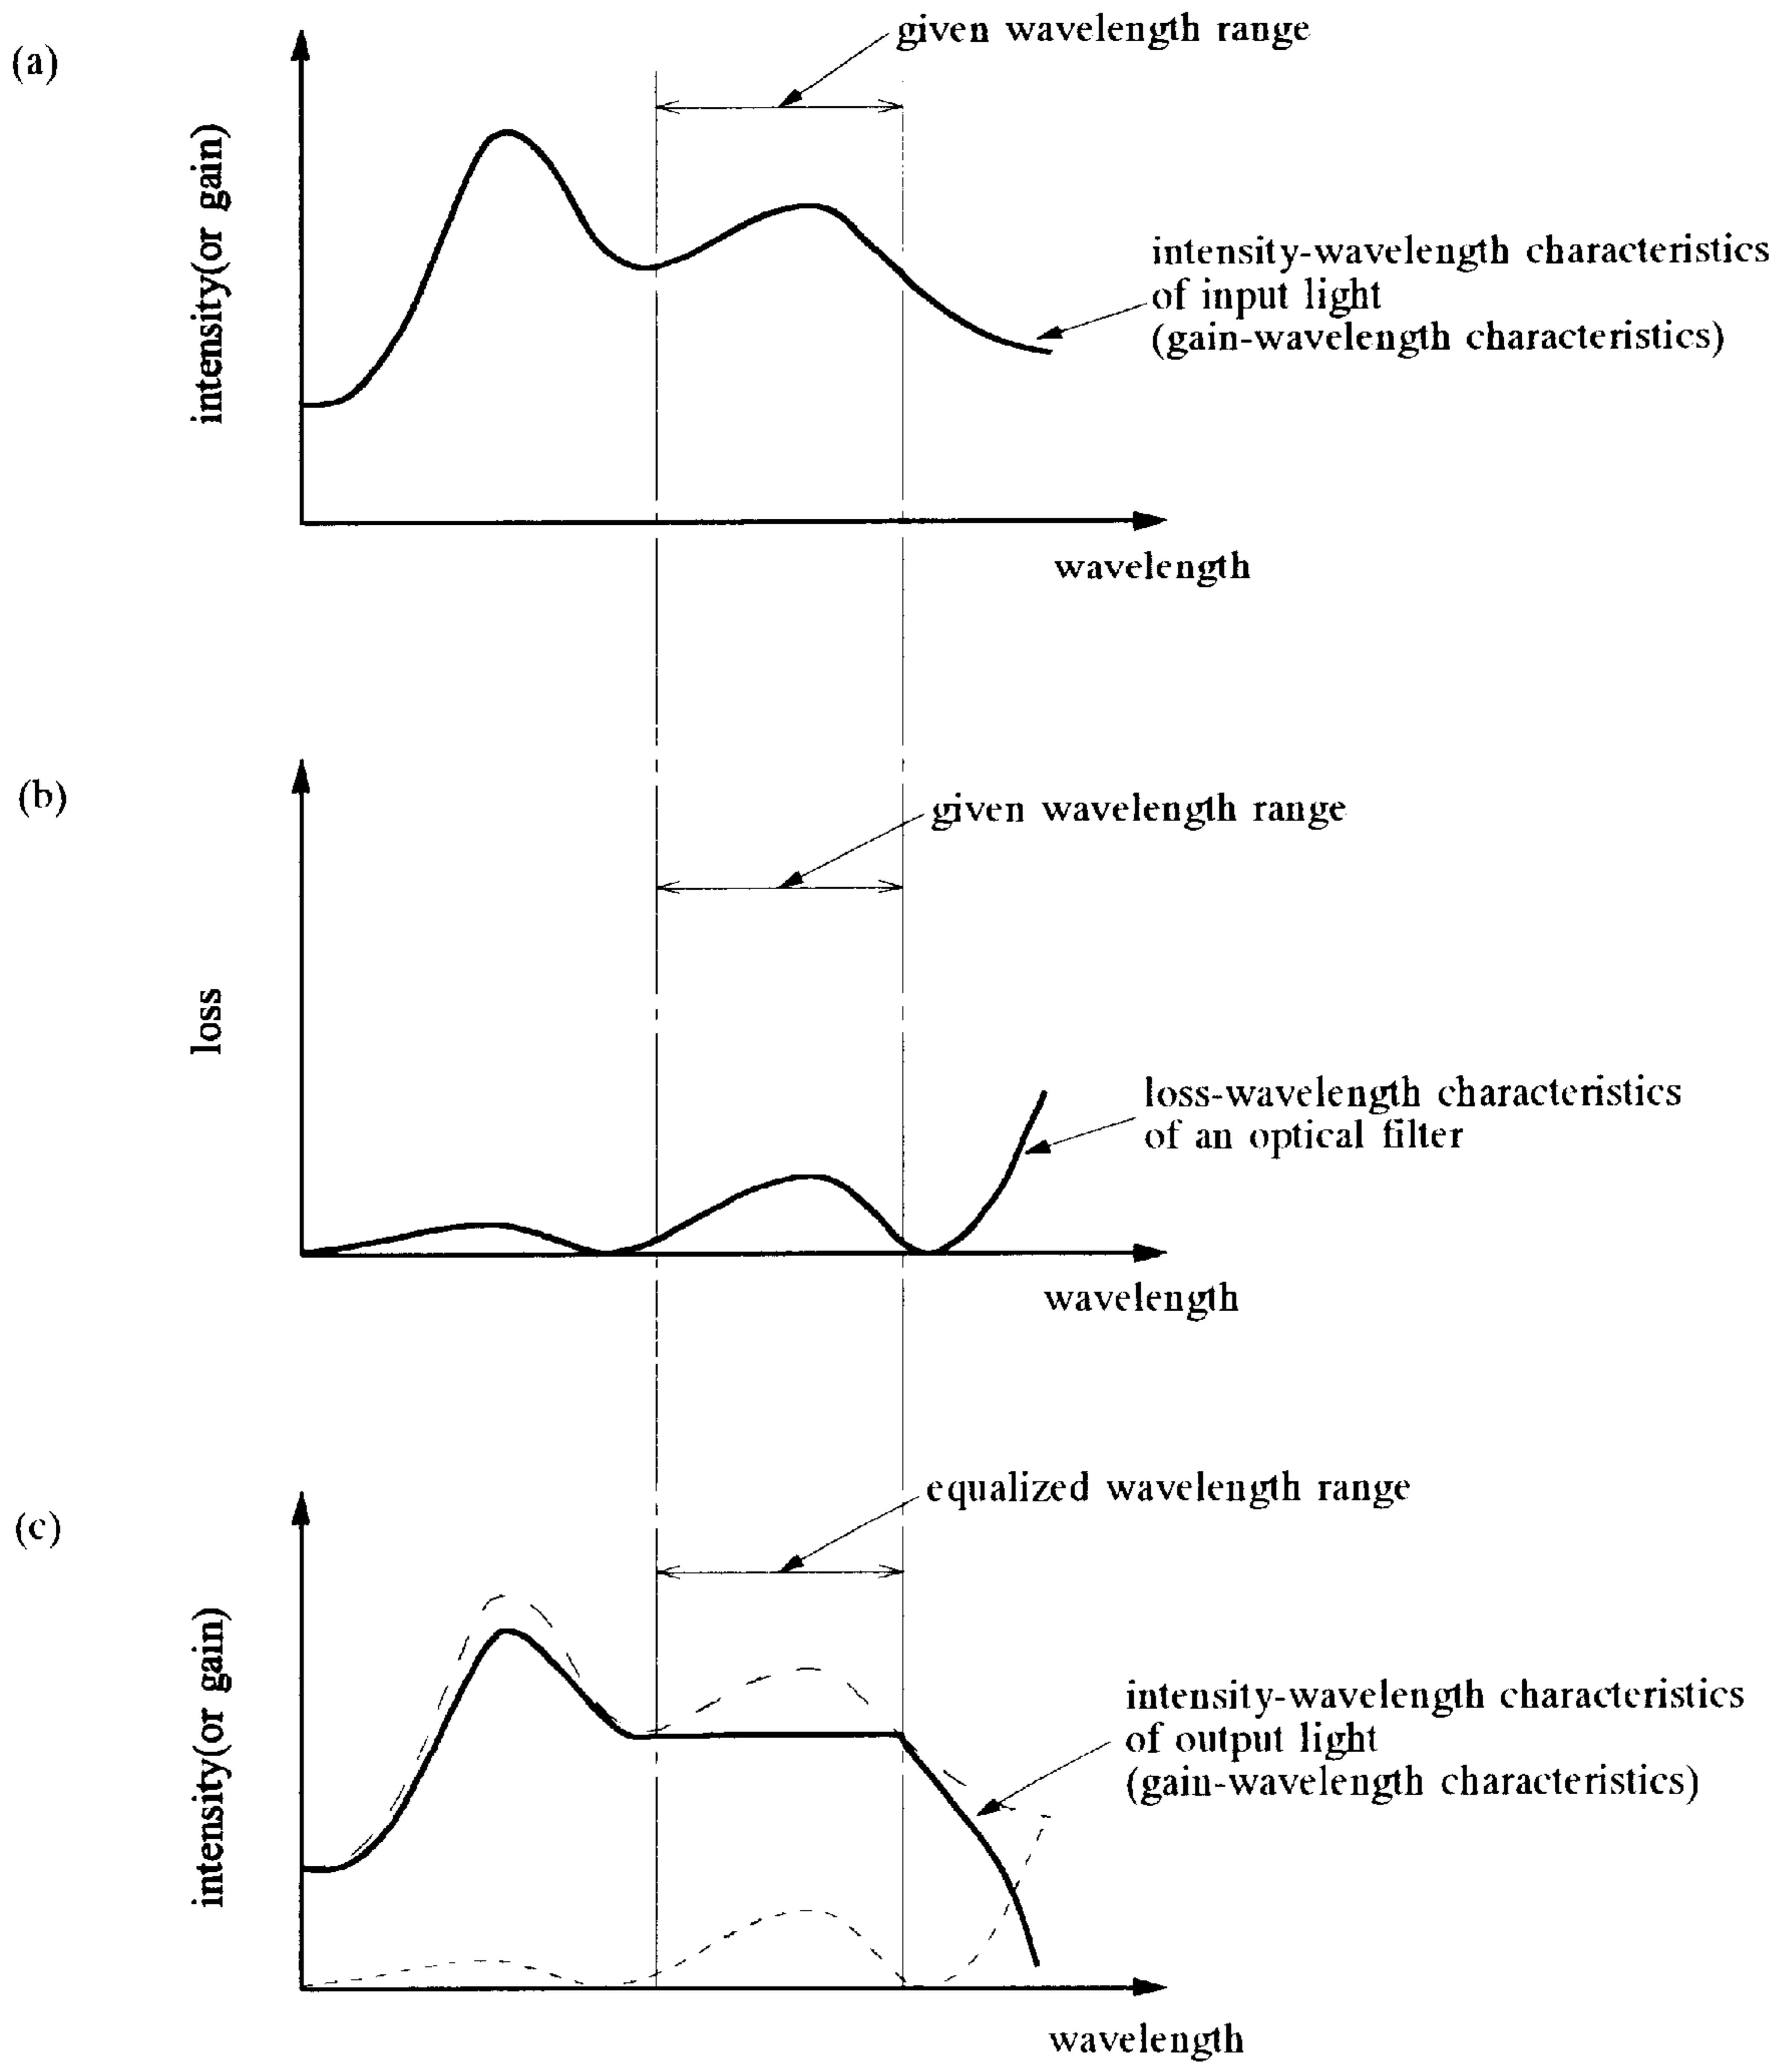 (a)
given wavelength range
intensity(or gain)
intensity-wavelength characteristics
of input light
(gain-wavelength characteristics)
wavelength
(b)
given wavelength range
loss
loss-wavelength characteristics
of an optical filter
wavelength
(c)
equalized wavelength range
intensity(or gain)
intensity-wavelength characteristics
of output light
(gain-wavelength characteristics)
wavelength